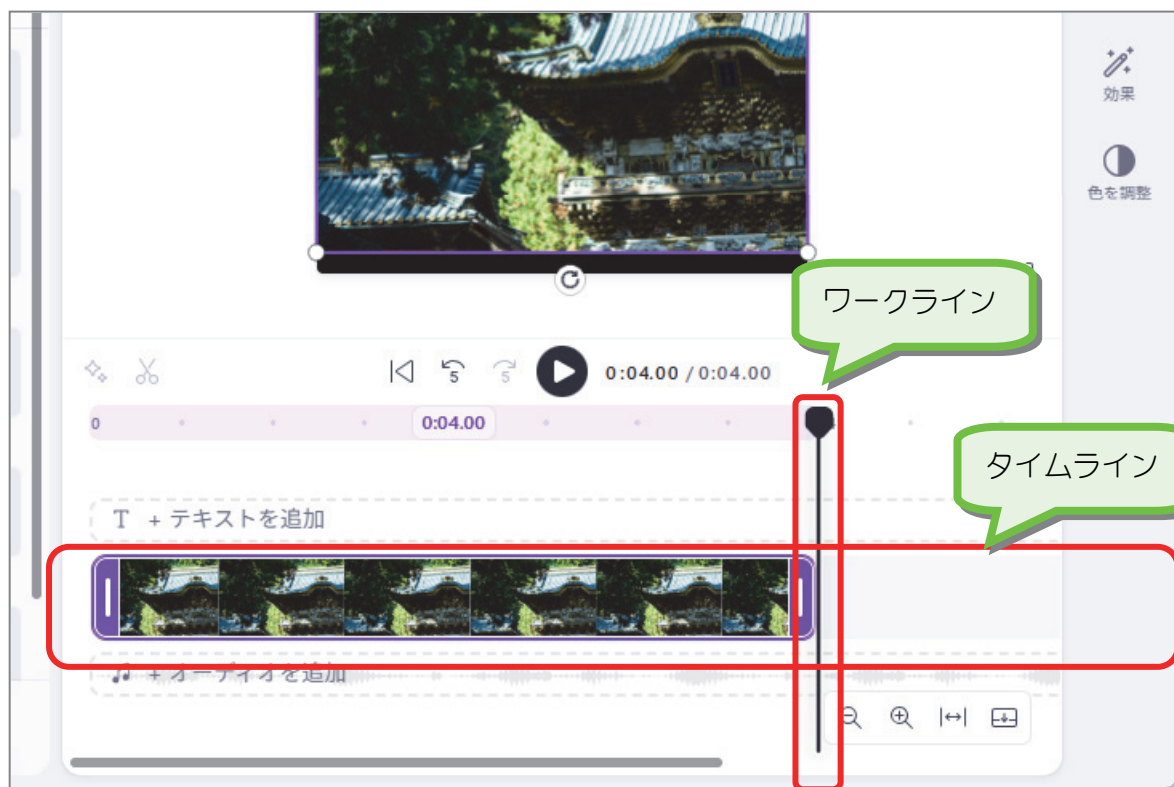 効果
色を調整
ワークライン
5 5 0:04.00 / 0:04.00
0 0:04.00
タイムライン
T + テキストを追加
+ オーディオを追加